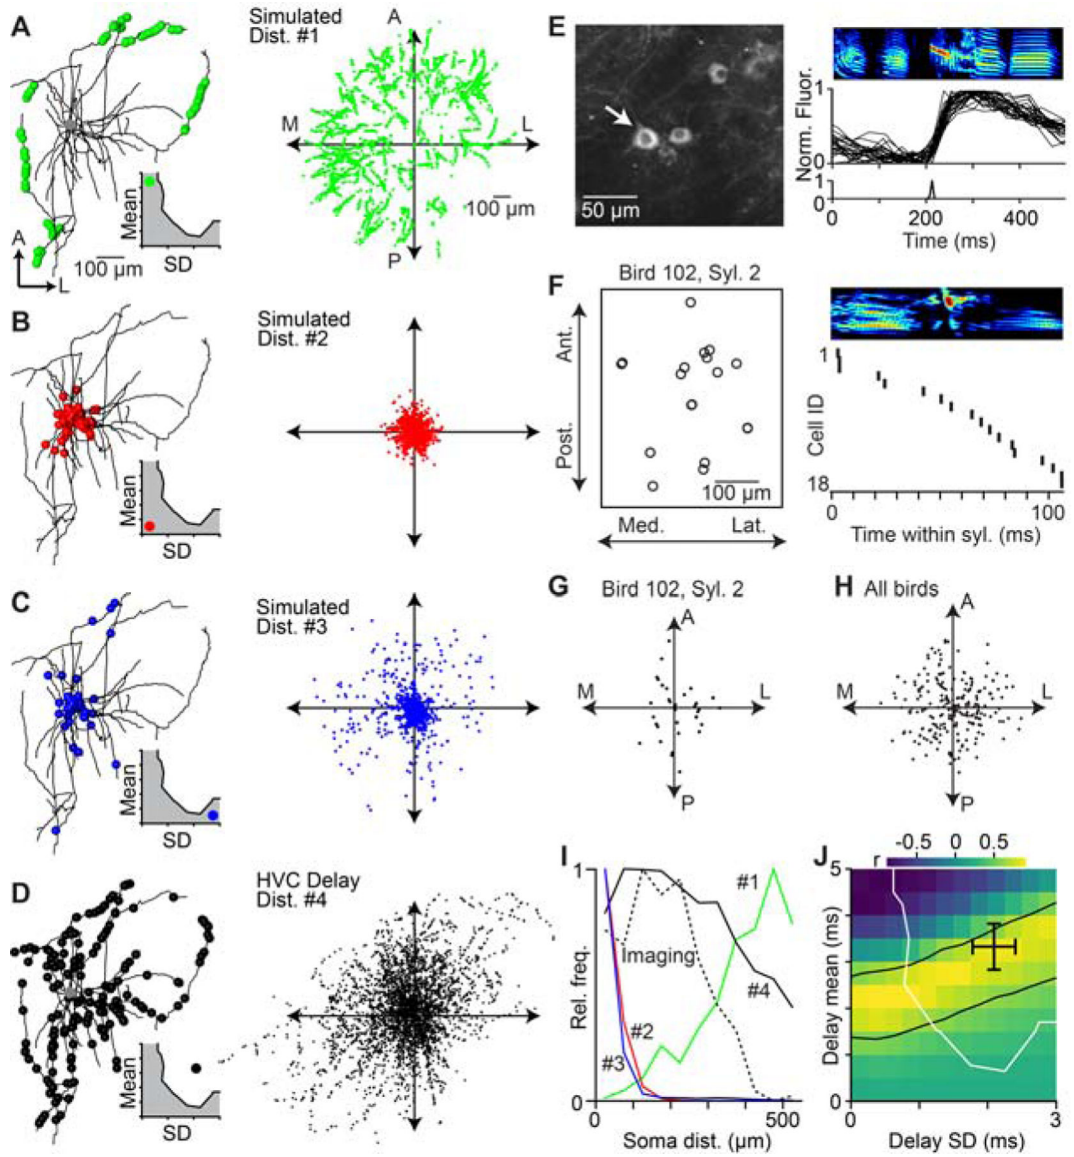 A
Simulated
Dist. #1
A
M
L
P
100 µm
Mean
SD
A
L
100 µm
B
Simulated
Dist. #2
Mean
SD
C
Simulated
Dist. #3
Mean
SD
D
HVC Delay
Dist. #4
Mean
SD
E
50 µm
Norm. Fluor.
1
0
1
0
0 200 400
Time (ms)
F
Bird 102, Syl. 2
Ant.
Post.
100 µm
Med. Lat.
1
Cell ID
18
0 100
Time within syl. (ms)
G Bird 102, Syl. 2
A
M L
P
H All birds
A
M L
P
I
1
Rel. freq.
0
#1
Imaging
#4
#2
#3
0 500
Soma dist. (µm)
J
r -0.5 0 0.5
5
Delay mean (ms)
0
0 3
Delay SD (ms)